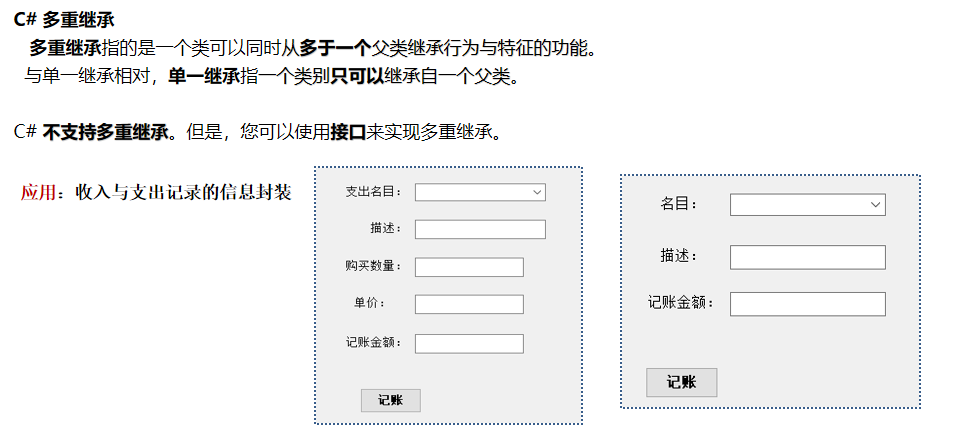 C# 多重继承
多重继承指的是一个类可以同时从多于一个父类继承行为与特征的功能。
与单一继承相对，单一继承指一个类别只可以继承自一个父类。
C# 不支持多重继承。但是，您可以使用接口来实现多重继承。
应用：收入与支出记录的信息封装
支出名目：
描述：
购买数量：
单价：
记账金额：
记账
名目：
描述：
记账金额：
记账